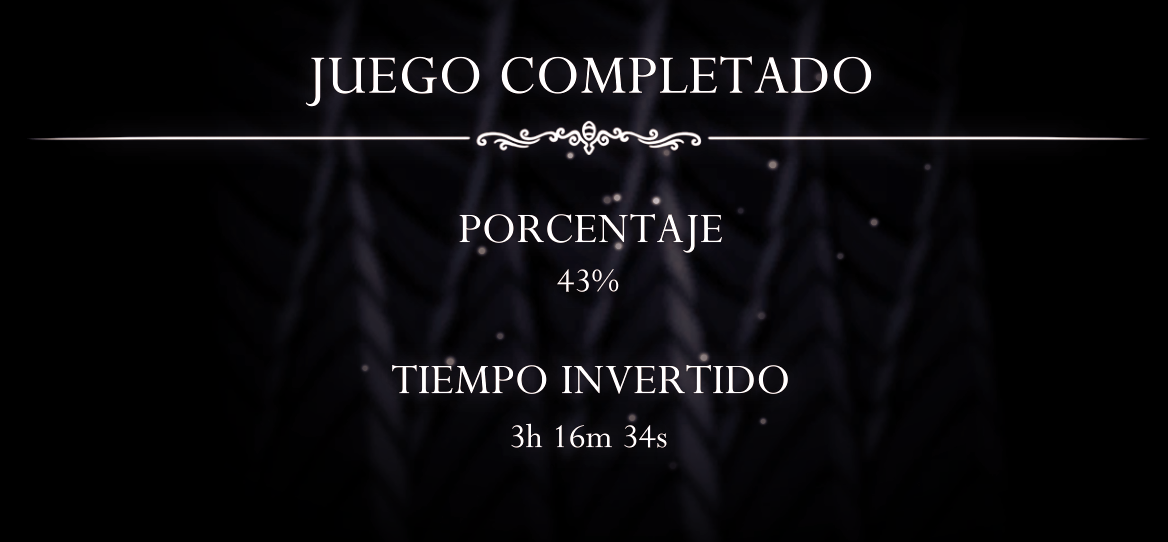 JUEGO COMPLETADO
PORCENTAJE
43%
TIEMPO INVERTIDO
3h 16m 34s